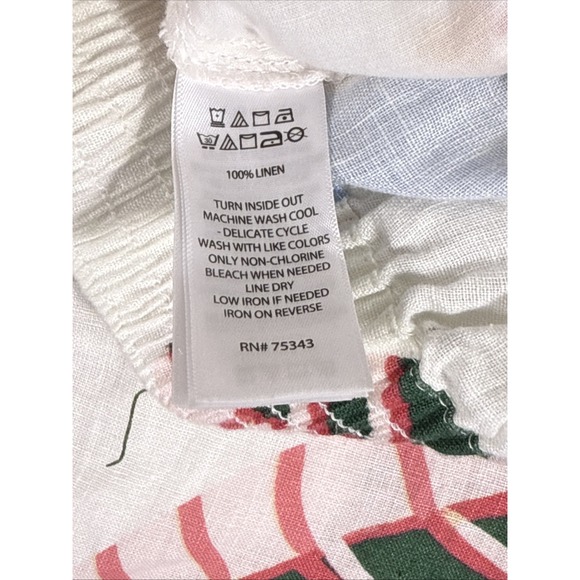 100% LINEN
TURN INSIDE OUT
MACHINE WASH COOL
- DELICATE CYCLE
WASH WITH LIKE COLORS
ONLY NON-CHLORINE
BLEACH WHEN NEEDED
LINE DRY
LOW IRON IF NEEDED
IRON ON REVERSE
RN# 75343